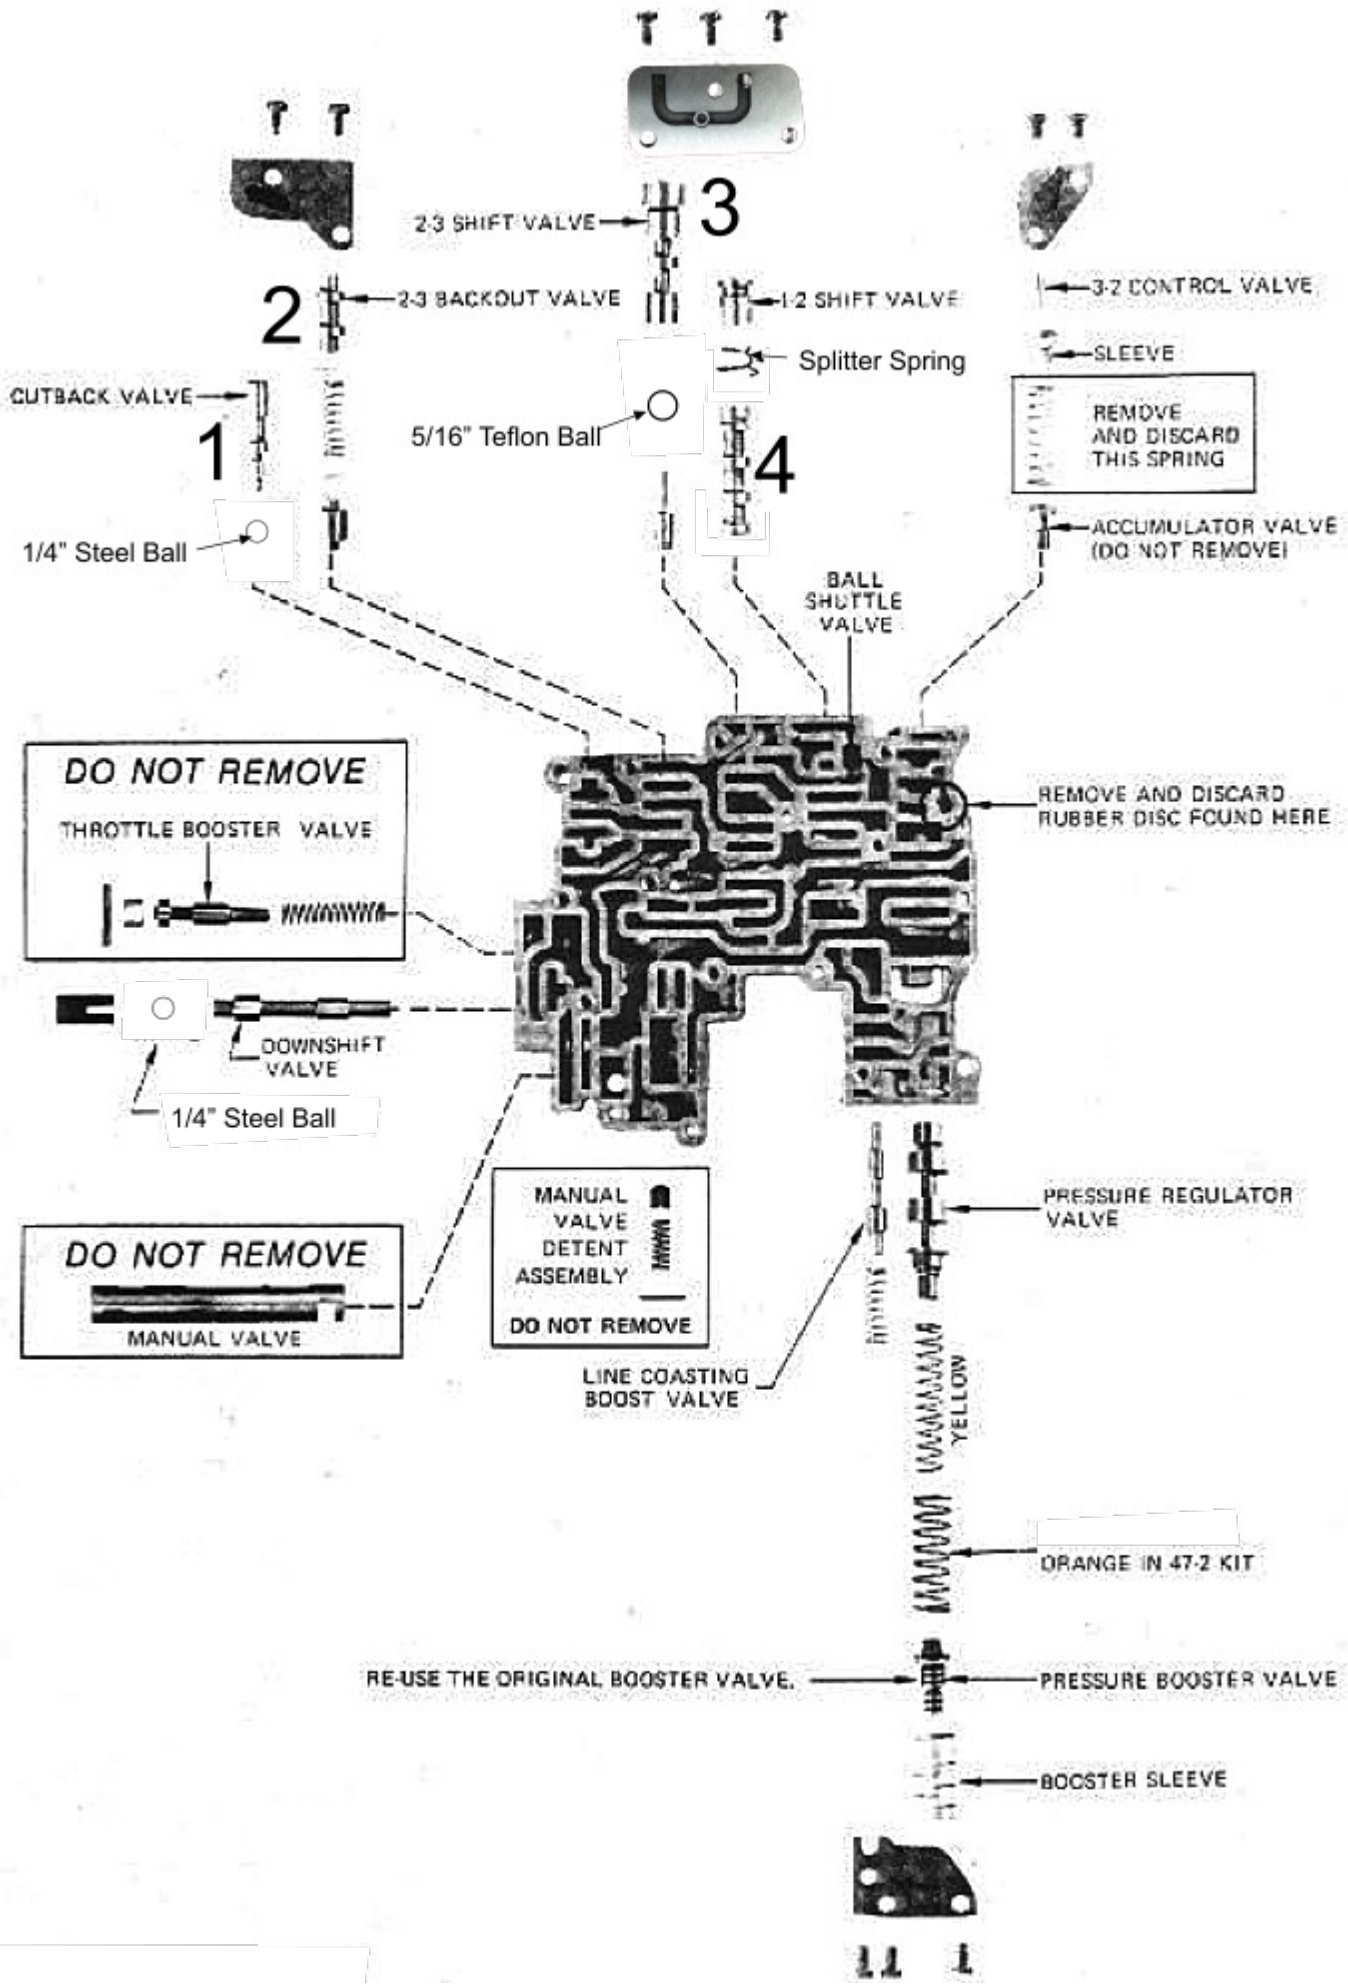 3
2-3 SHIFT VALVE
2
2-3 BACKOUT VALVE
1-2 SHIFT VALVE
3-2 CONTROL VALVE
Splitter Spring
SLEEVE
CUTBACK VALVE
1
5/16" Teflon Ball
4
REMOVE
AND DISCARD
THIS SPRING
1/4" Steel Ball
ACCUMULATOR VALVE
(DO NOT REMOVE)
BALL
SHUTTLE
VALVE
DO NOT REMOVE
THROTTLE BOOSTER VALVE
REMOVE AND DISCARD
RUBBER DISC FOUND HERE
DOWNSHIFT
VALVE
1/4" Steel Ball
MANUAL
VALVE
DETENT
ASSEMBLY
DO NOT REMOVE
PRESSURE REGULATOR
VALVE
DO NOT REMOVE
MANUAL VALVE
LINE COASTING
BOOST VALVE
YELLOW
ORANGE IN 47-2 KIT
RE-USE THE ORIGINAL BOOSTER VALVE.
PRESSURE BOOSTER VALVE
BOOSTER SLEEVE